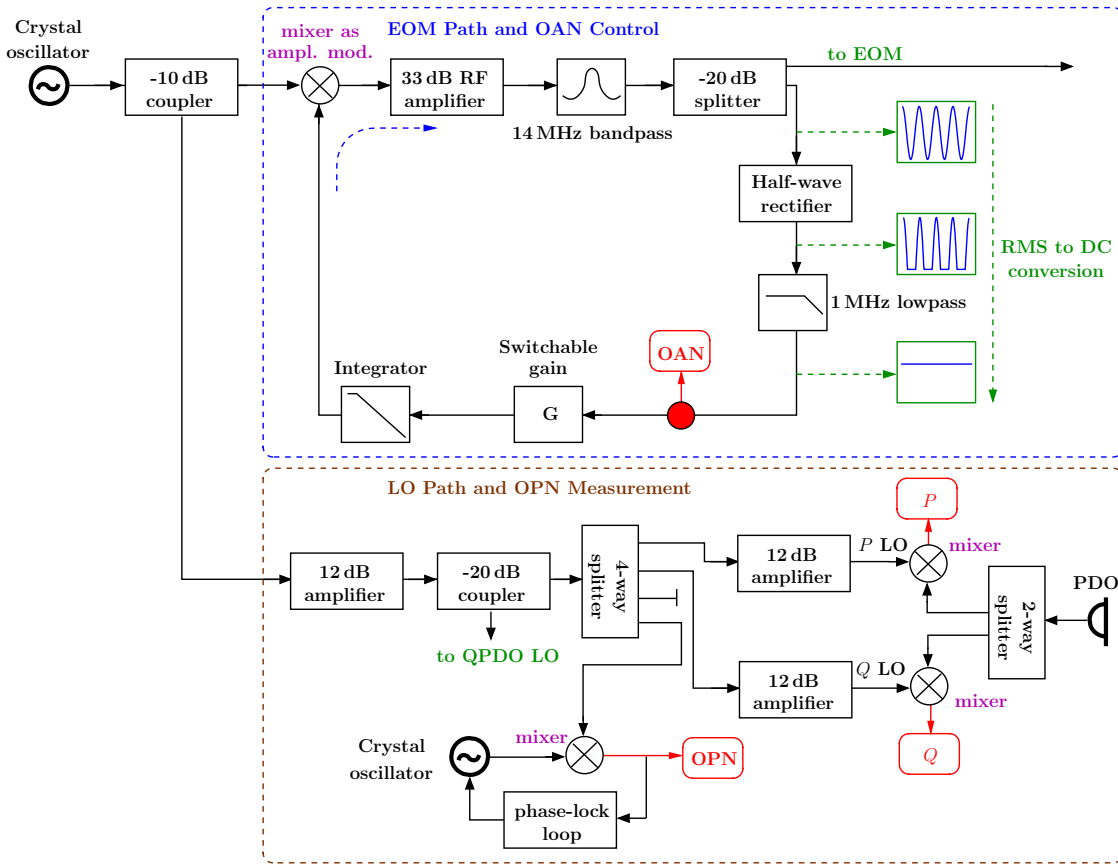 Crystal
oscillator
-10 dB
coupler
mixer as
ampl. mod.
EOM Path and OAN Control
33 dB RF
amplifier
14 MHz bandpass
-20 dB
splitter
to EOM
Half-wave
rectifier
RMS to DC
conversion
1 MHz lowpass
OAN
Switchable
gain
G
Integrator
LO Path and OPN Measurement
12 dB
amplifier
-20 dB
coupler
to QPDO LO
4-way
splitter
12 dB
amplifier
P LO
P
mixer
2-way
splitter
PDO
12 dB
amplifier
Q LO
mixer
Q
Crystal
oscillator
mixer
OPN
phase-lock
loop